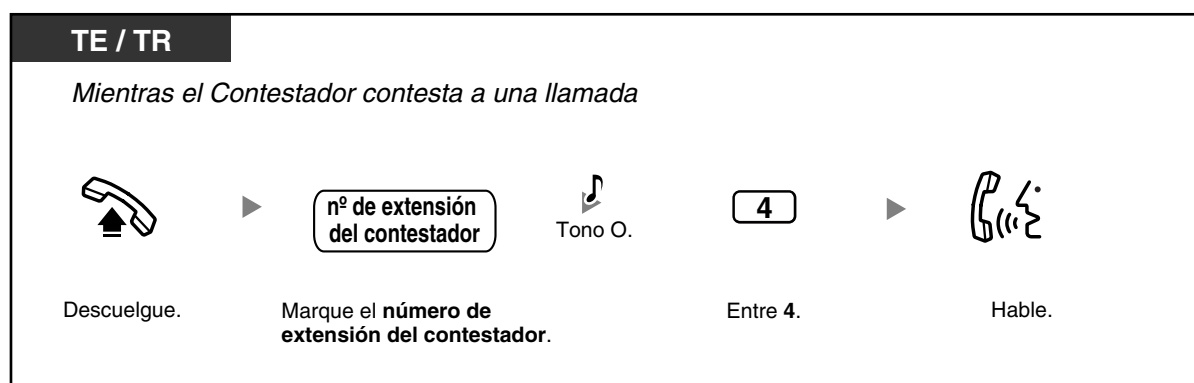 TE / TR
Mientras el Contestador contesta a una llamada
nº de extensión
del contestador
Tono O.
4
Descuelgue.
Marque el número de
extensión del contestador.
Entre 4.
Hable.